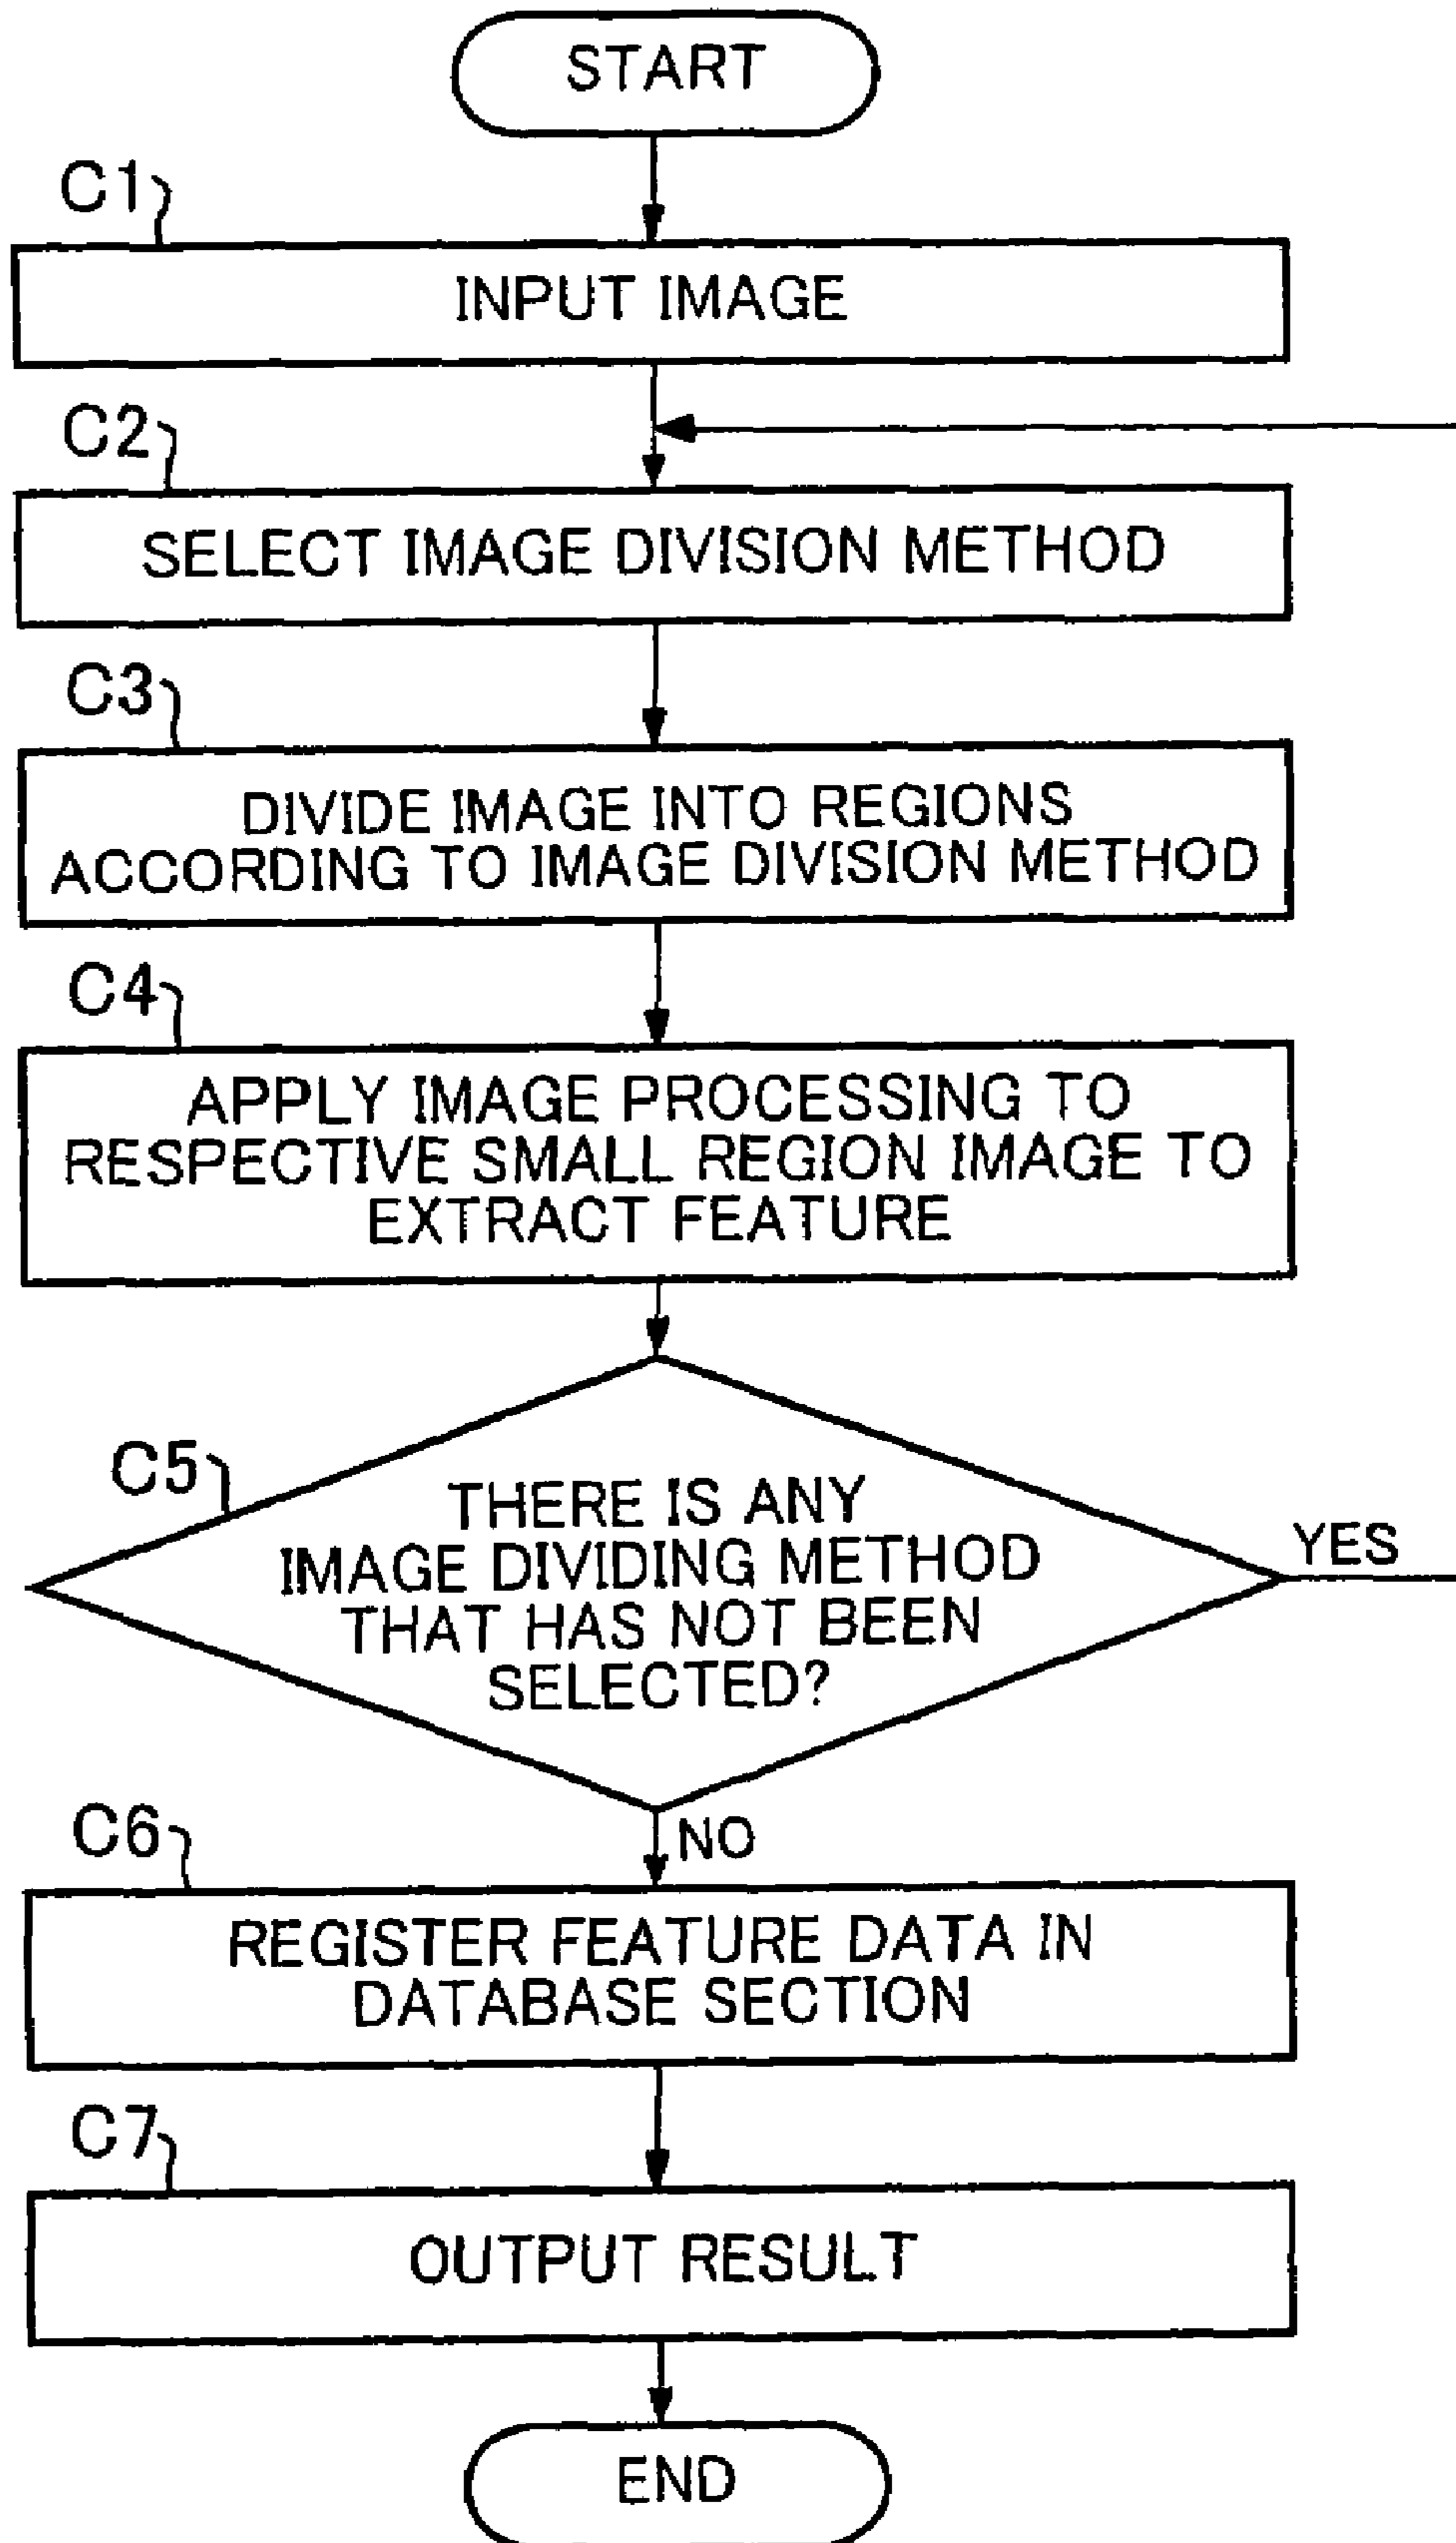 START
C1
INPUT IMAGE
C2
SELECT IMAGE DIVISION METHOD
C3
DIVIDE IMAGE INTO REGIONS
ACCORDING TO IMAGE DIVISION METHOD
C4
APPLY IMAGE PROCESSING TO
RESPECTIVE SMALL REGION IMAGE TO
EXTRACT FEATURE
C5
THERE IS ANY
IMAGE DIVIDING METHOD
THAT HAS NOT BEEN
SELECTED?
YES
NO
C6
REGISTER FEATURE DATA IN
DATABASE SECTION
C7
OUTPUT RESULT
END